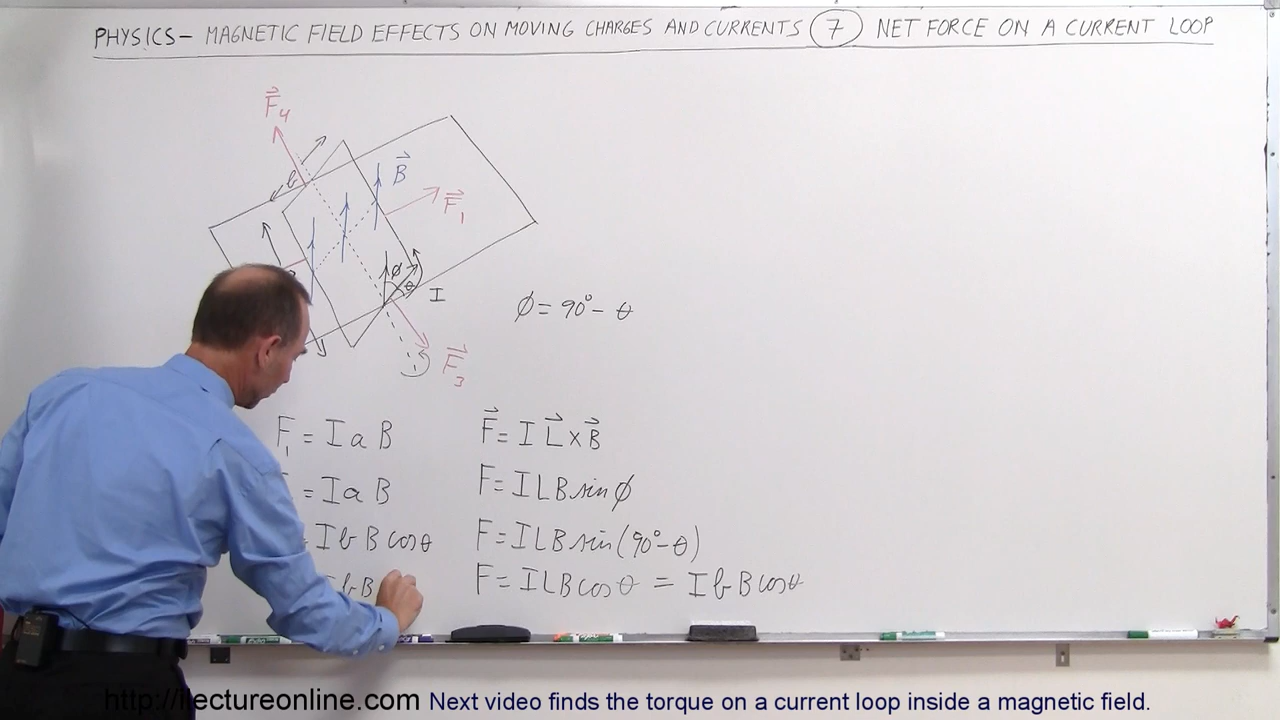 PHYSICS - MAGNETIC FIELD EFFECTS ON MOVING CHARGES AND CURRENTS (7) NET FORCE ON A CURRENT LOOP
F⃗₄
b
B⃗
F⃗₁
ϕ
θ
I
ϕ = 90° - θ
F⃗₃
F₁ = I a B
F⃗ = I L⃗ × B⃗
= I a B
F = I L B sin ϕ
= I b B cos θ
F = I L B sin(90° - θ)
I b B
F = I L B cos θ = I b B cos θ
http://ilectureonline.com Next video finds the torque on a current loop inside a magnetic field.